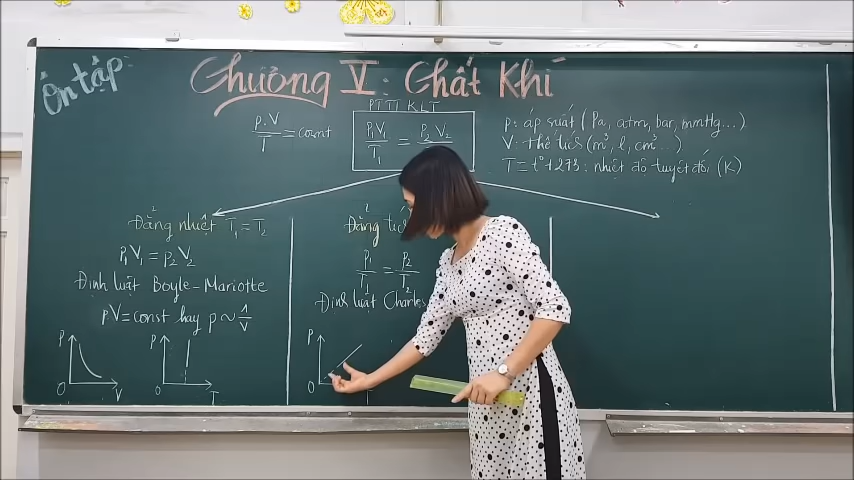 Ôn tập:
Chương V: Chất Khí
PTTT KLT
p.V/T = const
p₁V₁/T₁ = p₂V₂
p: áp suất (Pa, atm, bar, mmHg...)
V: thể tích (m³, l, cm³...)
T = t° + 273: nhiệt độ tuyệt đối (K)
Đẳng nhiệt T₁ = T₂
p₁V₁ = p₂V₂
Định luật Boyle-Mariotte
pV = const hay p ~ 1/V
p
O
V
p
O
T
Đẳng
p₁/T₁ = p₂/T₂
Định luật Charles
p
O